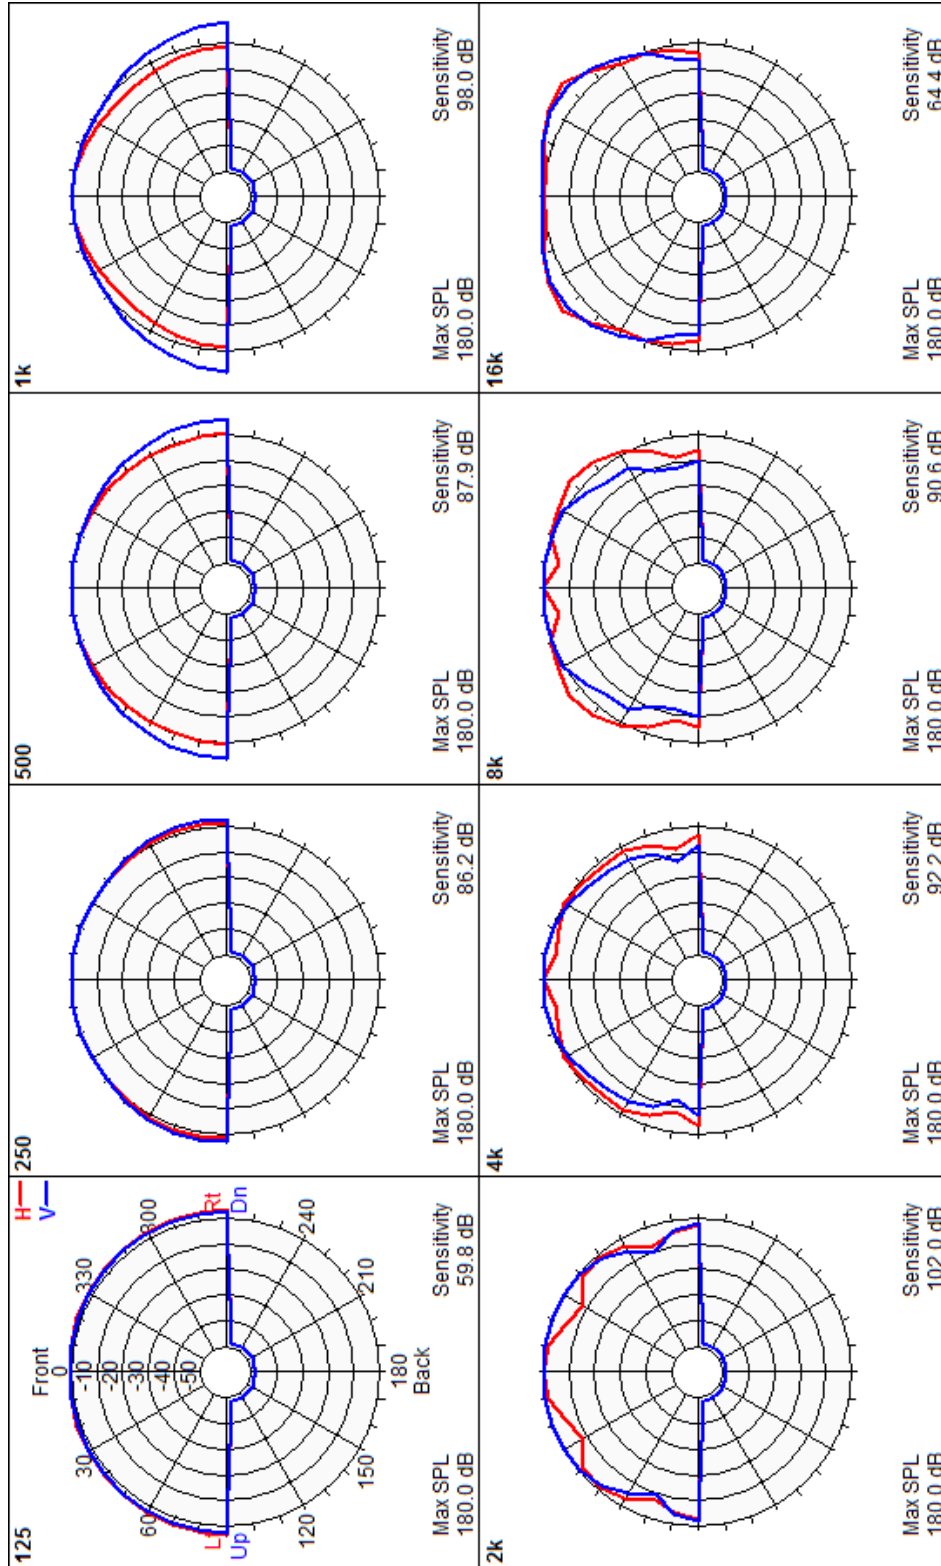 125
H
V
Front
0
-10
-20
-30
-40
-50
30
330
60
300
L
Rt
Up
Dn
120
240
150
210
180
Back
Max SPL
180.0 dB
Sensitivity
59.8 dB
250
Max SPL
180.0 dB
Sensitivity
86.2 dB
500
Max SPL
180.0 dB
Sensitivity
87.9 dB
1k
Max SPL
180.0 dB
Sensitivity
98.0 dB
2k
Max SPL
180.0 dB
Sensitivity
102.0 dB
4k
Max SPL
180.0 dB
Sensitivity
92.2 dB
8k
Max SPL
180.0 dB
Sensitivity
90.6 dB
16k
Max SPL
180.0 dB
Sensitivity
64.4 dB